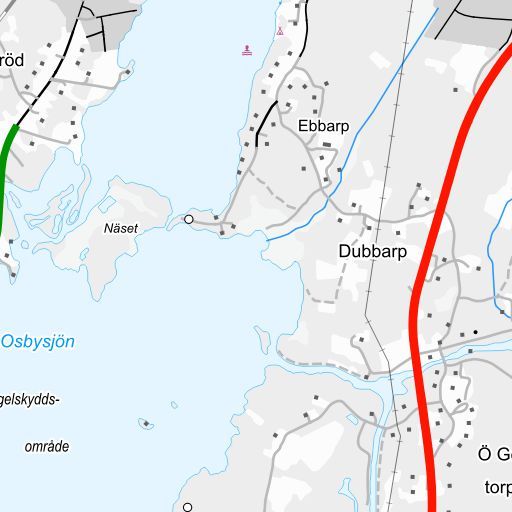 röd
Ebbarp
Näset
Dubbarp
Osbysjön
gelskydds-
område
Ö G
torp